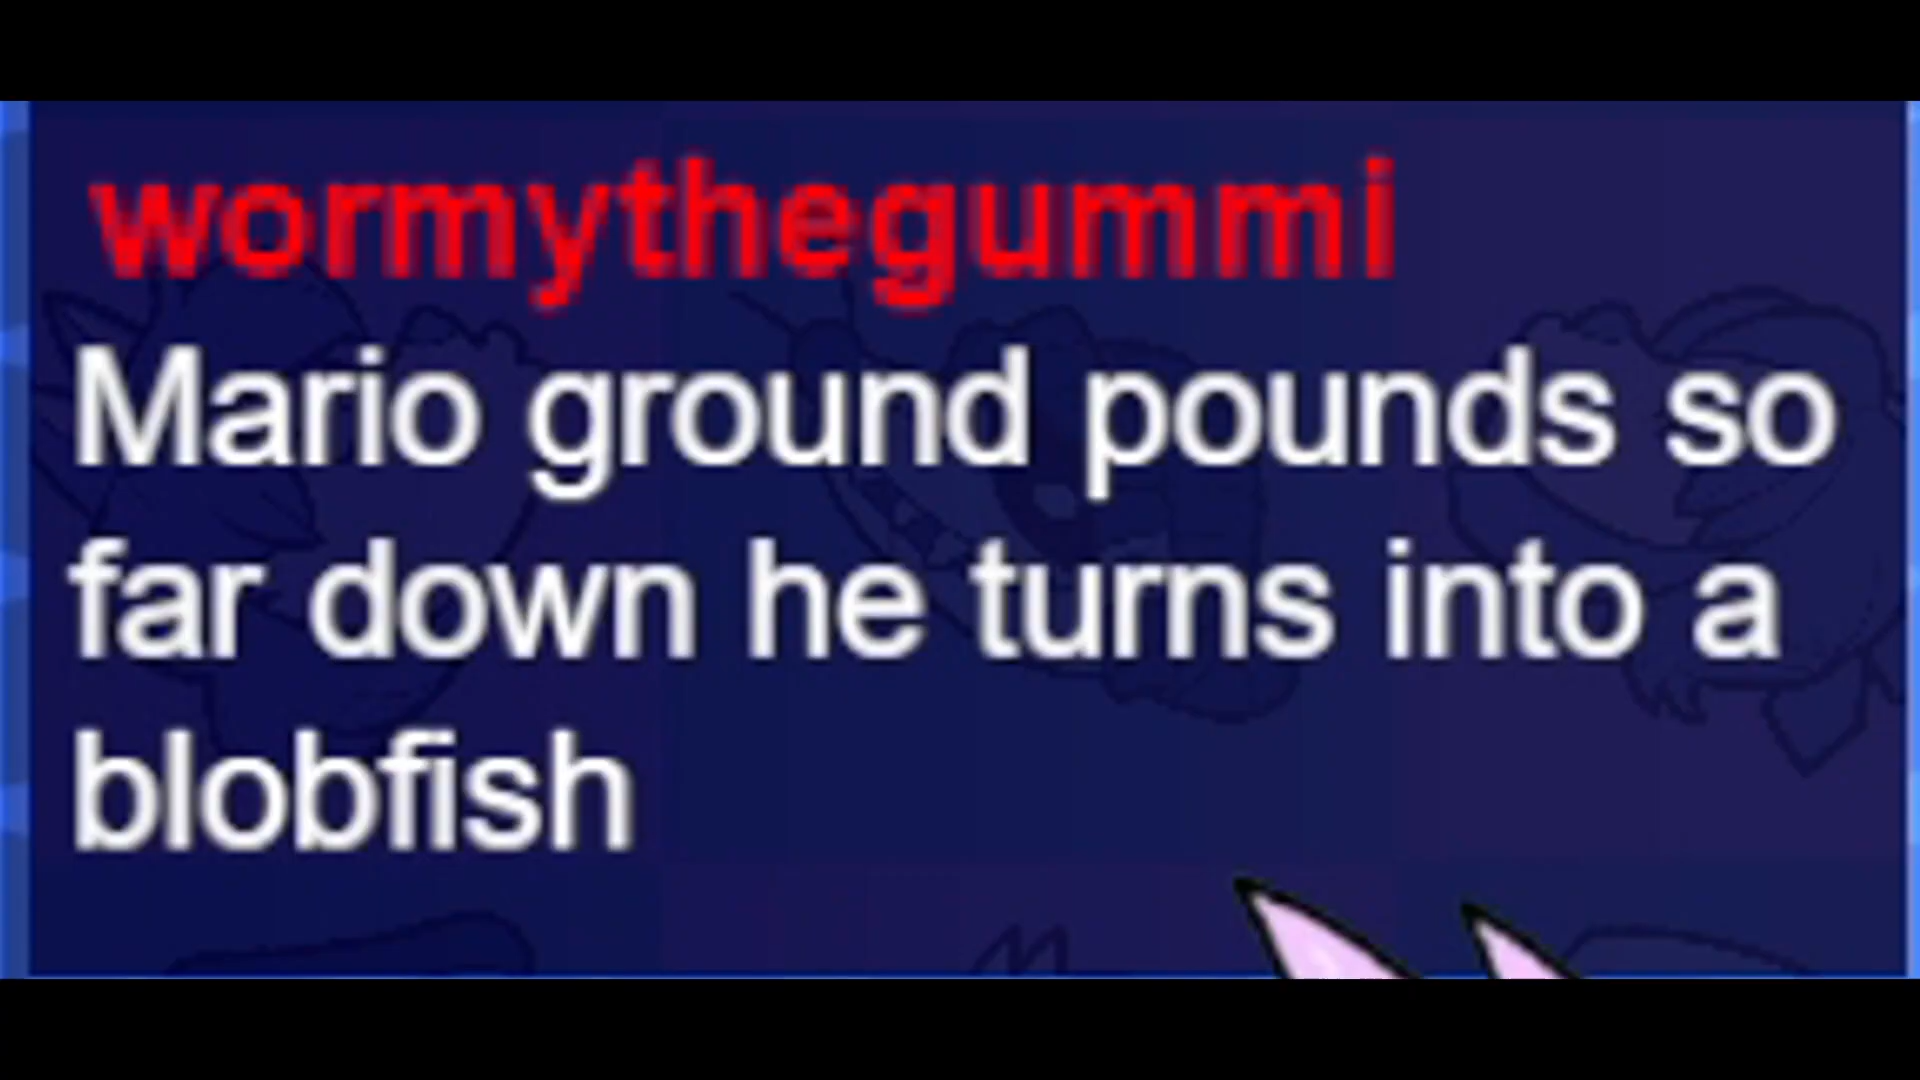 wormythegummi
Mario ground pounds so
far down he turns into a
blobfish